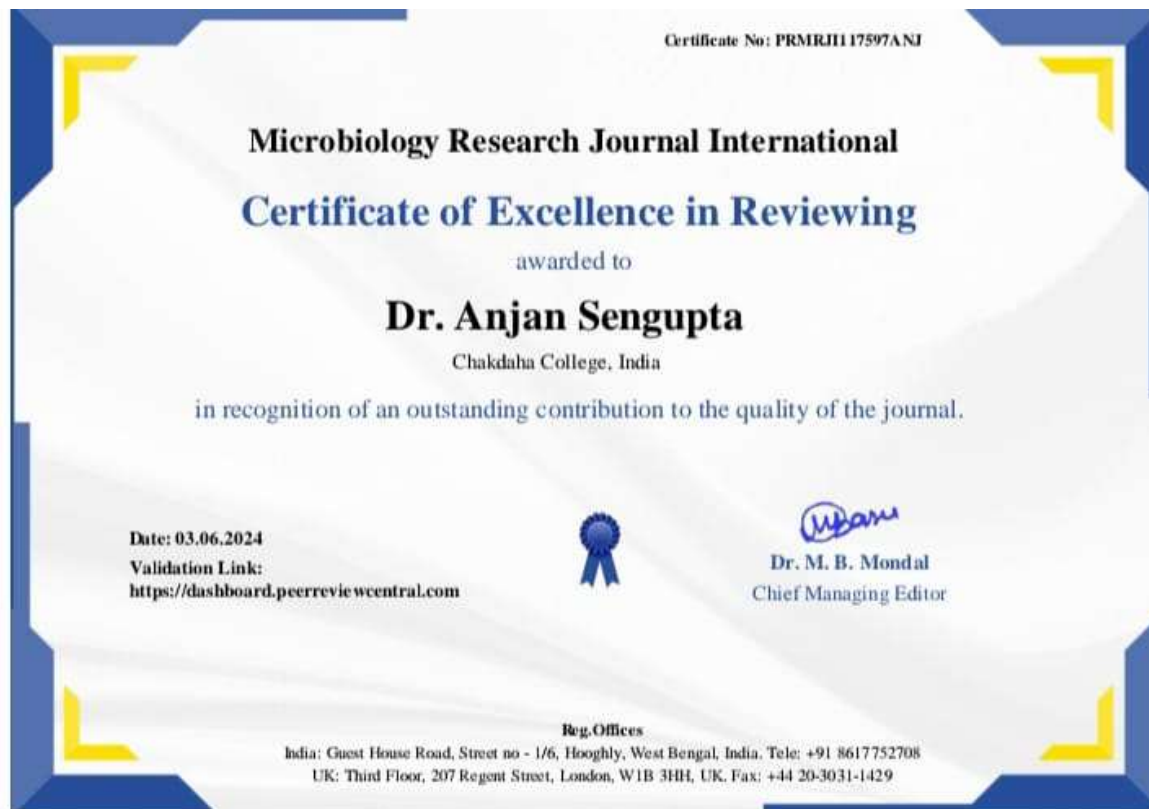 Certificate No: PRMRJI117597ANJ
Microbiology Research Journal International
Certificate of Excellence in Reviewing
awarded to
Dr. Anjan Sengupta
Chakdaha College, India
in recognition of an outstanding contribution to the quality of the journal.
Date: 03.06.2024
Validation Link:
https://dashboard.peerreviewcentral.com
Dr. M. B. Mondal
Chief Managing Editor
Reg.Offices
India: Guest House Road, Street no - 1/6, Hooghly, West Bengal, India. Tele: +91 8617752708
UK: Third Floor, 207 Regent Street, London, W1B 3HH, UK. Fax: +44 20-3031-1429